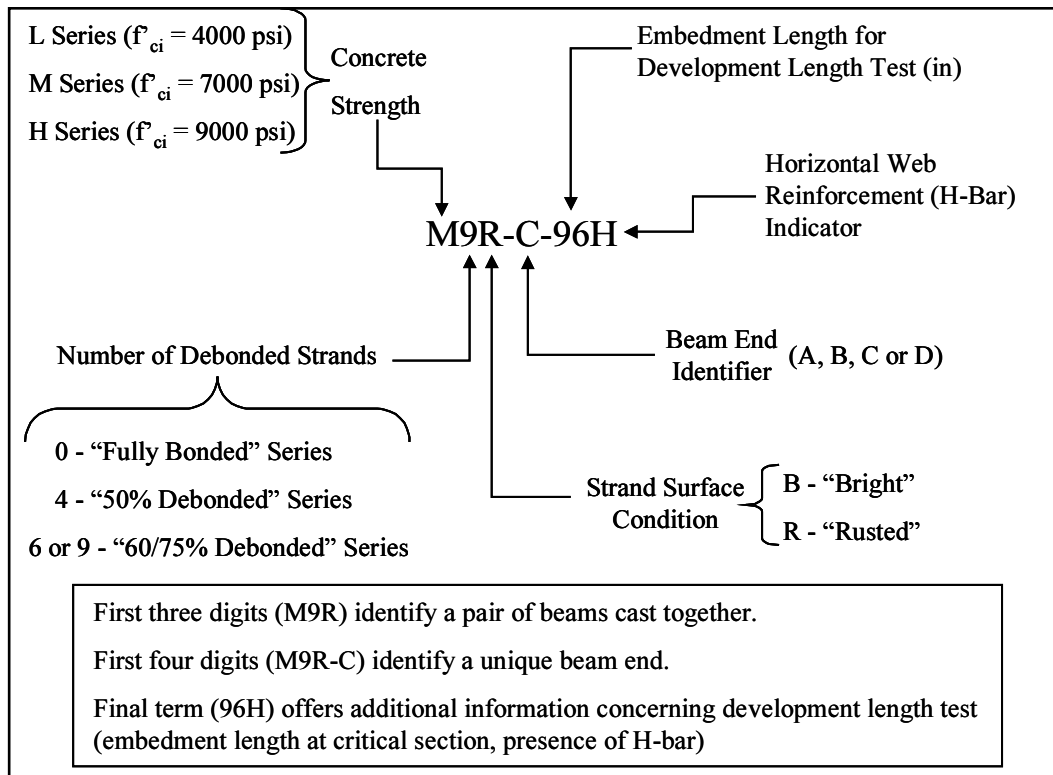 L Series (f'ci = 4000 psi)
M Series (f'ci = 7000 psi)
H Series (f'ci = 9000 psi)
Concrete
Strength
Embedment Length for
Development Length Test (in)
Horizontal Web
Reinforcement (H-Bar)
Indicator
M9R-C-96H
Number of Debonded Strands
0 - “Fully Bonded” Series
4 - “50% Debonded” Series
6 or 9 - “60/75% Debonded” Series
Beam End
Identifier
(A, B, C or D)
Strand Surface
Condition
B - “Bright”
R - “Rusted”
First three digits (M9R) identify a pair of beams cast together.
First four digits (M9R-C) identify a unique beam end.
Final term (96H) offers additional information concerning development length test
(embedment length at critical section, presence of H-bar)